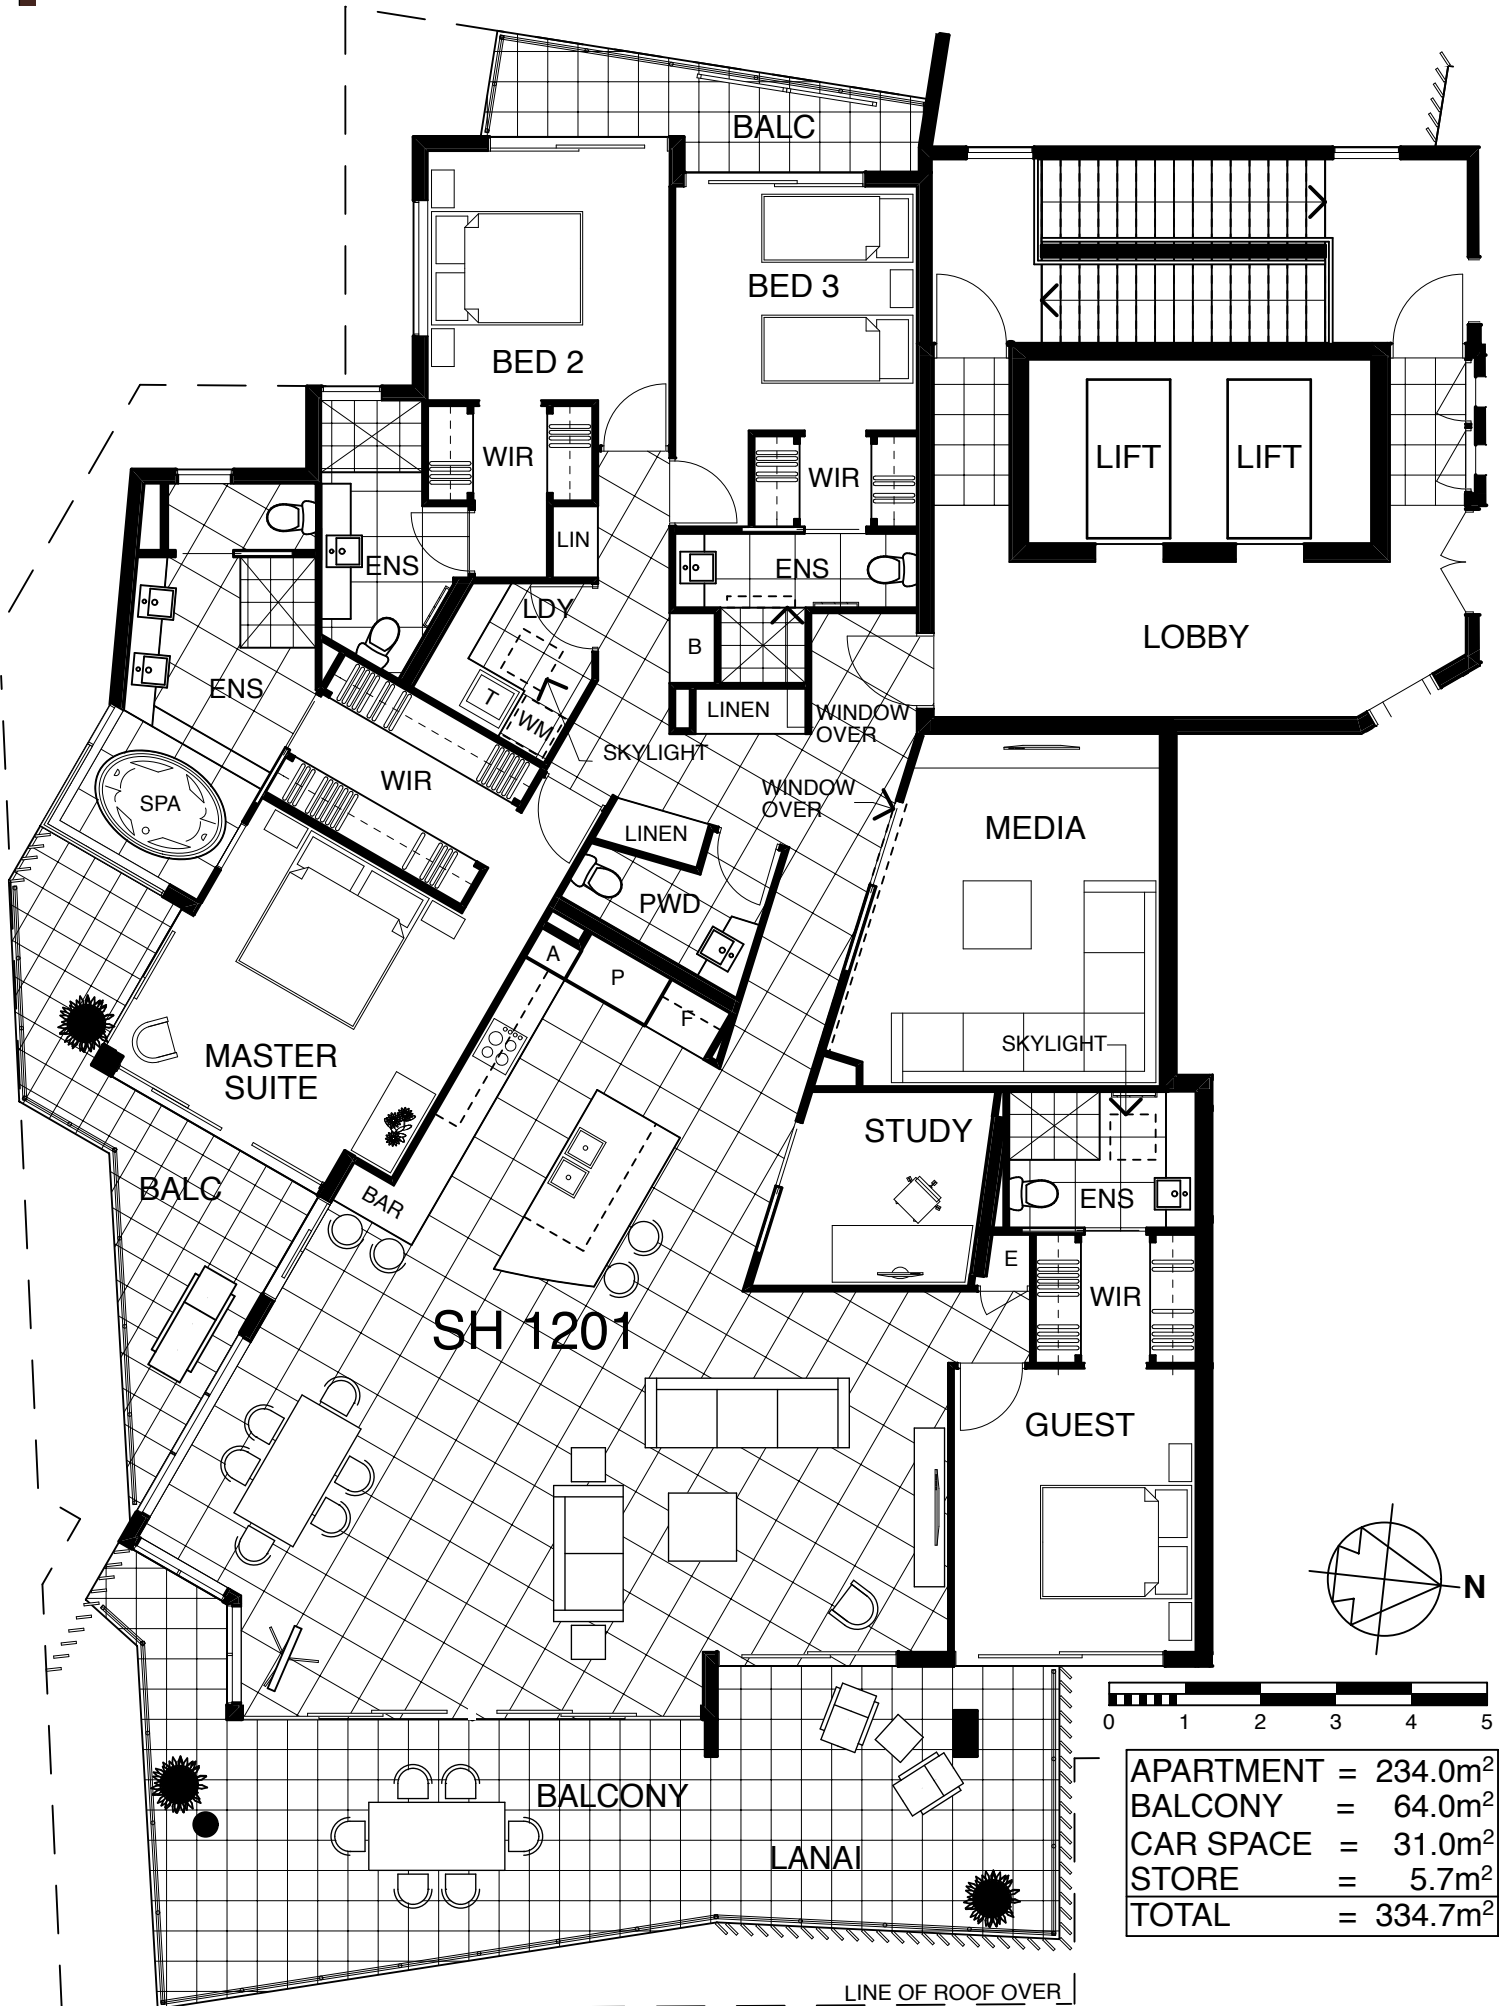 BALC
BED 3
BED 2
WIR
WIR
LIFT
LIFT
LIN
ENS
ENS
LDY
LOBBY
B
ENS
T
WM
LINEN
WINDOW
OVER
SKYLIGHT
WIR
SPA
WINDOW
OVER
LINEN
MEDIA
PWD
A
P
F
SKYLIGHT
MASTER
SUITE
STUDY
BALC
BAR
ENS
E
WIR
SH 1201
GUEST
N
0 1 2 3 4 5
BALCONY
LANAI
APARTMENT = 234.0m²
BALCONY = 64.0m²
CAR SPACE = 31.0m²
STORE = 5.7m²
TOTAL = 334.7m²
LINE OF ROOF OVER